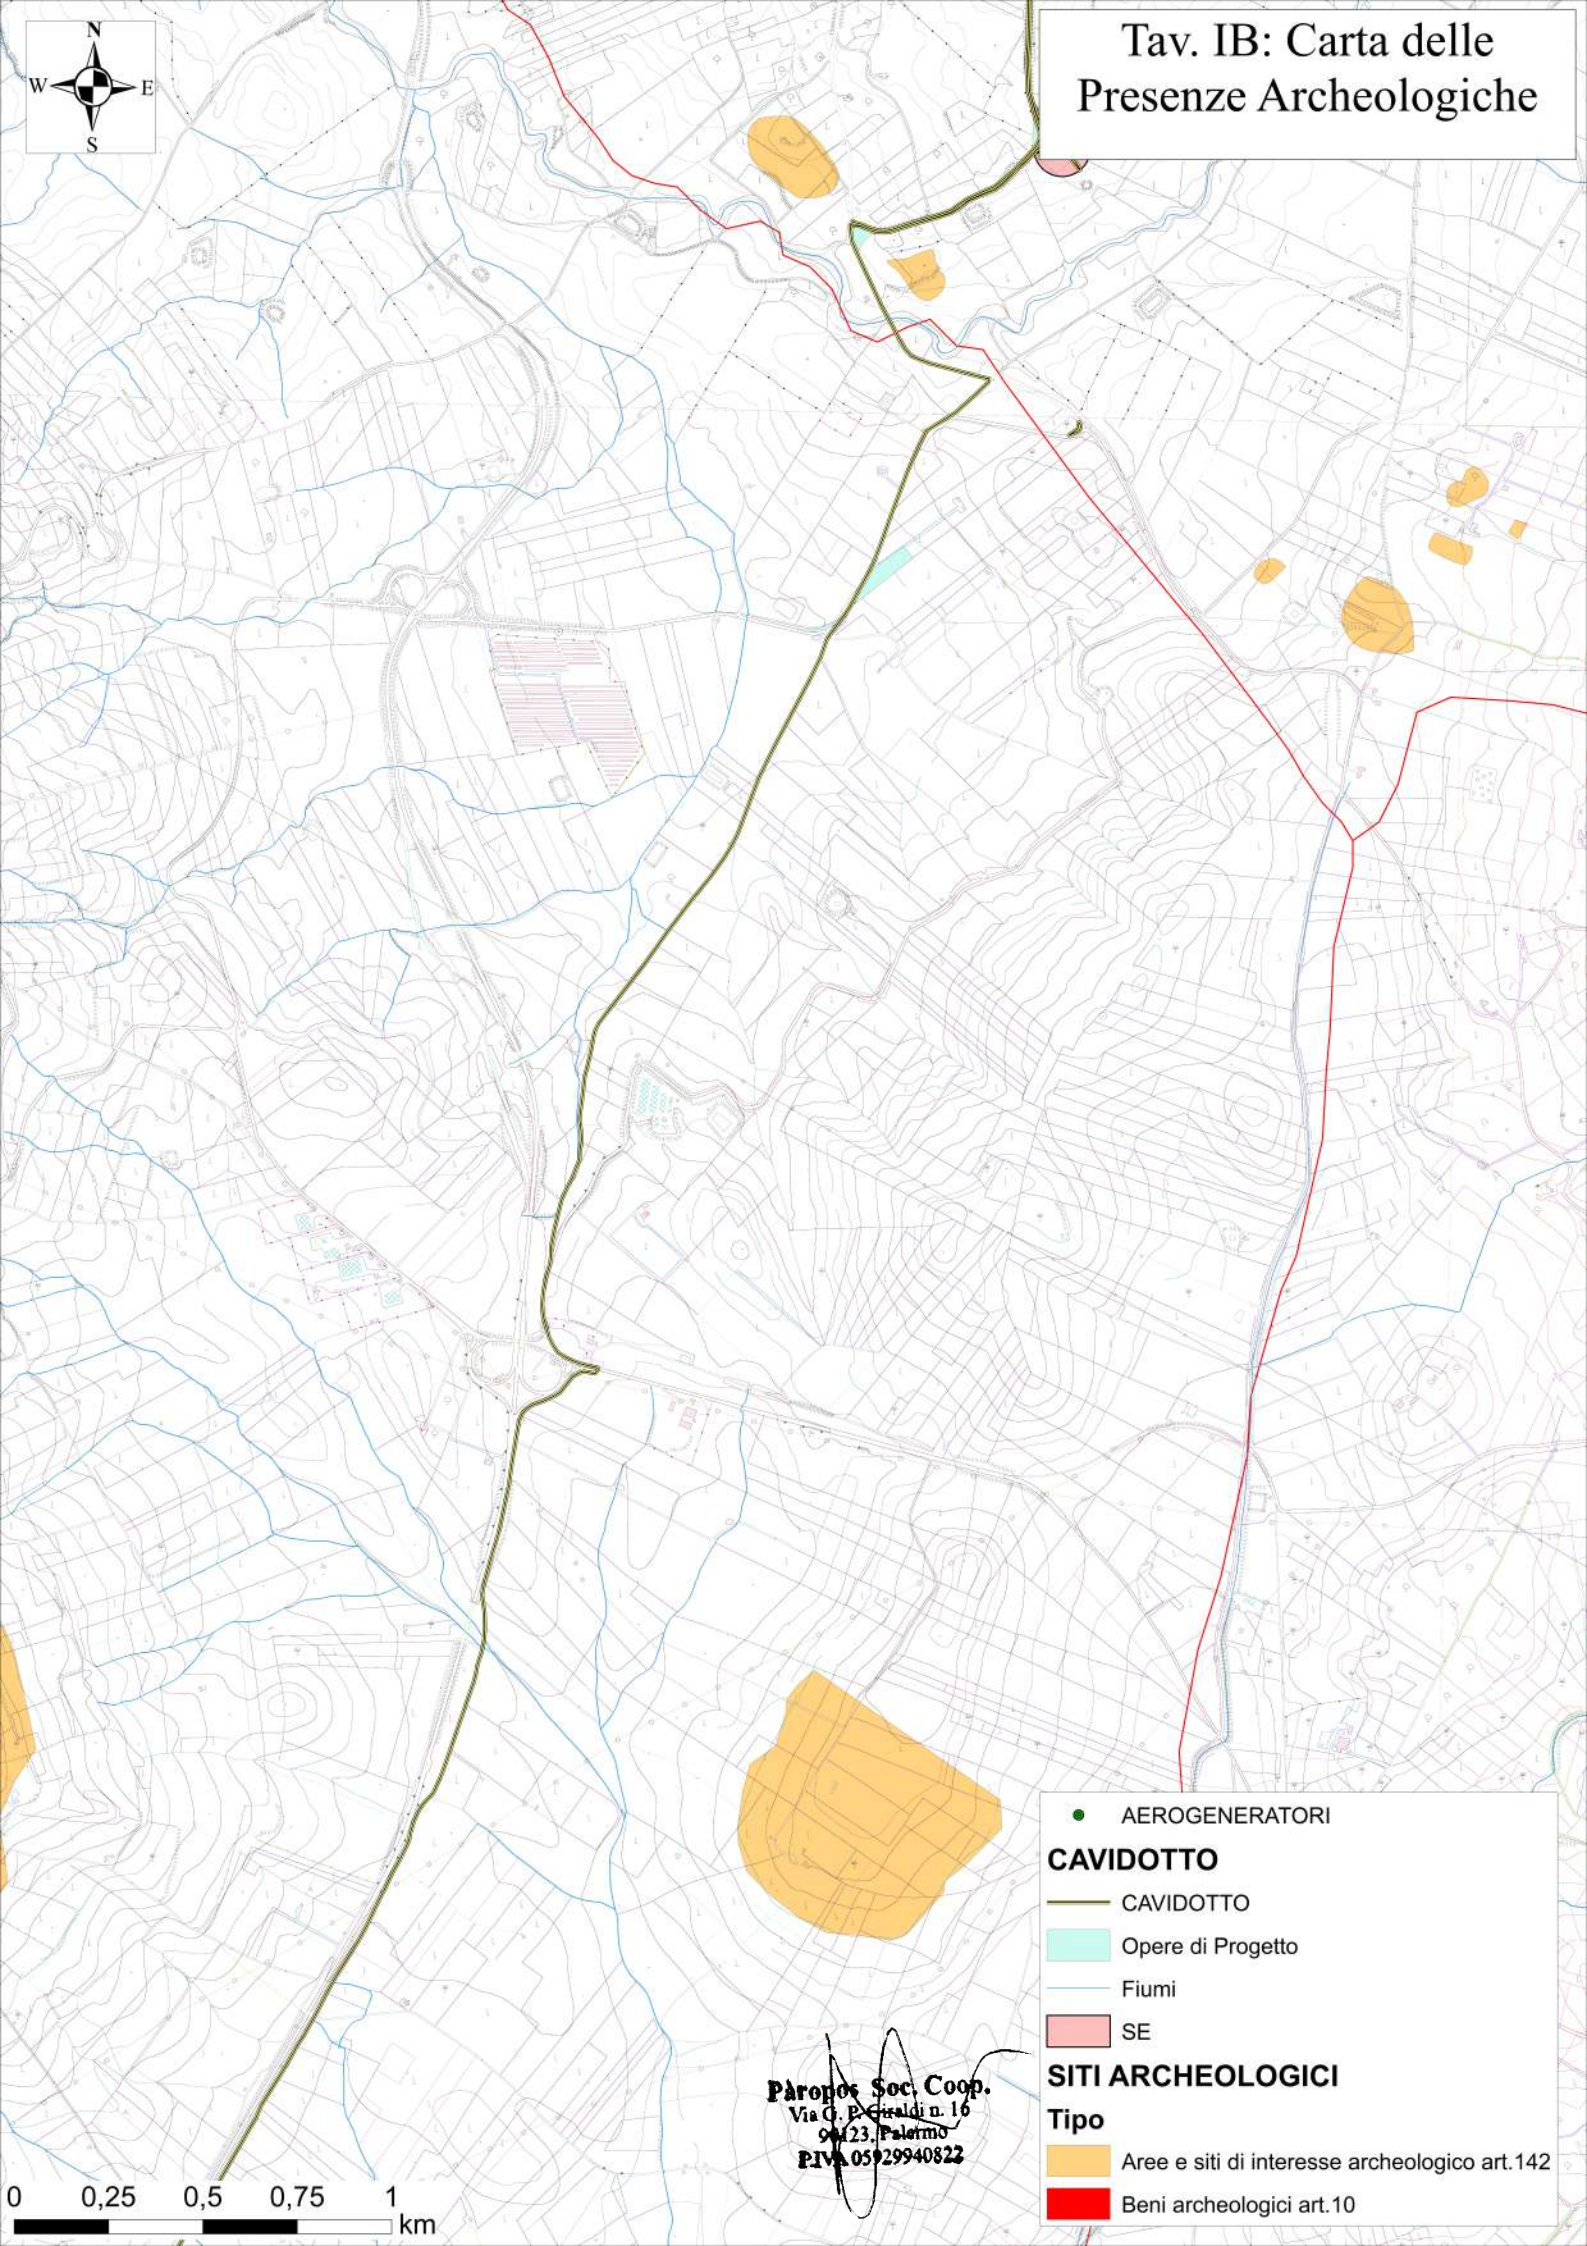 Tav. IB: Carta delle
Presenze Archeologiche
N
W E
S
AEROGENERATORI
CAVIDOTTO
CAVIDOTTO
Opere di Progetto
Fiumi
SE
SITI ARCHEOLOGICI
Tipo
Aree e siti di interesse archeologico art.142
Beni archeologici art.10
Paropos Soc. Coop.
Via G. P. Giraldi n. 16
90123, Palermo
P.IVA 05929940822
0 0,25 0,5 0,75 1
km